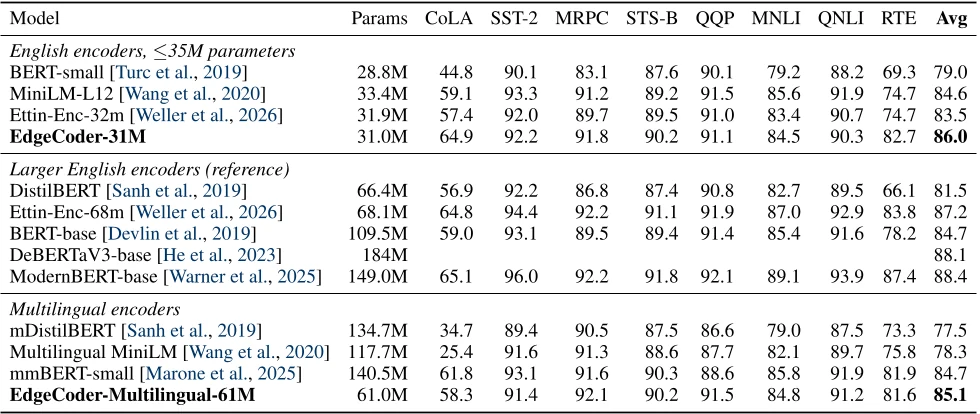 Model Params CoLA SST-2 MRPC STS-B QQP MNLI QNLI RTE Avg
English encoders, ≤35M parameters
BERT-small [Turc et al., 2019] 28.8M 44.8 90.1 83.1 87.6 90.1 79.2 88.2 69.3 79.0
MiniLM-L12 [Wang et al., 2020] 33.4M 59.1 93.3 91.2 89.2 91.5 85.6 91.9 74.7 84.6
Ettin-Enc-32m [Weller et al., 2026] 31.9M 57.4 92.0 89.7 89.5 91.0 83.4 90.7 74.7 83.5
EdgeCoder-31M 31.0M 64.9 92.2 91.8 90.2 91.1 84.5 90.3 82.7 86.0
Larger English encoders (reference)
DistilBERT [Sanh et al., 2019] 66.4M 56.9 92.2 86.8 87.4 90.8 82.7 89.5 66.1 81.5
Ettin-Enc-68m [Weller et al., 2026] 68.1M 64.8 94.4 92.2 91.1 91.9 87.0 92.9 83.8 87.2
BERT-base [Devlin et al., 2019] 109.5M 59.0 93.1 89.5 89.4 91.4 85.4 91.6 78.2 84.7
DeBERTaV3-base [He et al., 2023] 184M 88.1
ModernBERT-base [Warner et al., 2025] 149.0M 65.1 96.0 92.2 91.8 92.1 89.1 93.9 87.4 88.4
Multilingual encoders
mDistilBERT [Sanh et al., 2019] 134.7M 34.7 89.4 90.5 87.5 86.6 79.0 87.5 73.3 77.5
Multilingual MiniLM [Wang et al., 2020] 117.7M 25.4 91.6 91.3 88.6 87.7 82.1 89.7 75.8 78.3
mmBERT-small [Marone et al., 2025] 140.5M 61.8 93.1 91.6 90.3 88.6 85.8 91.9 81.9 84.7
EdgeCoder-Multilingual-61M 61.0M 58.3 91.4 92.1 90.2 91.5 84.8 91.2 81.6 85.1